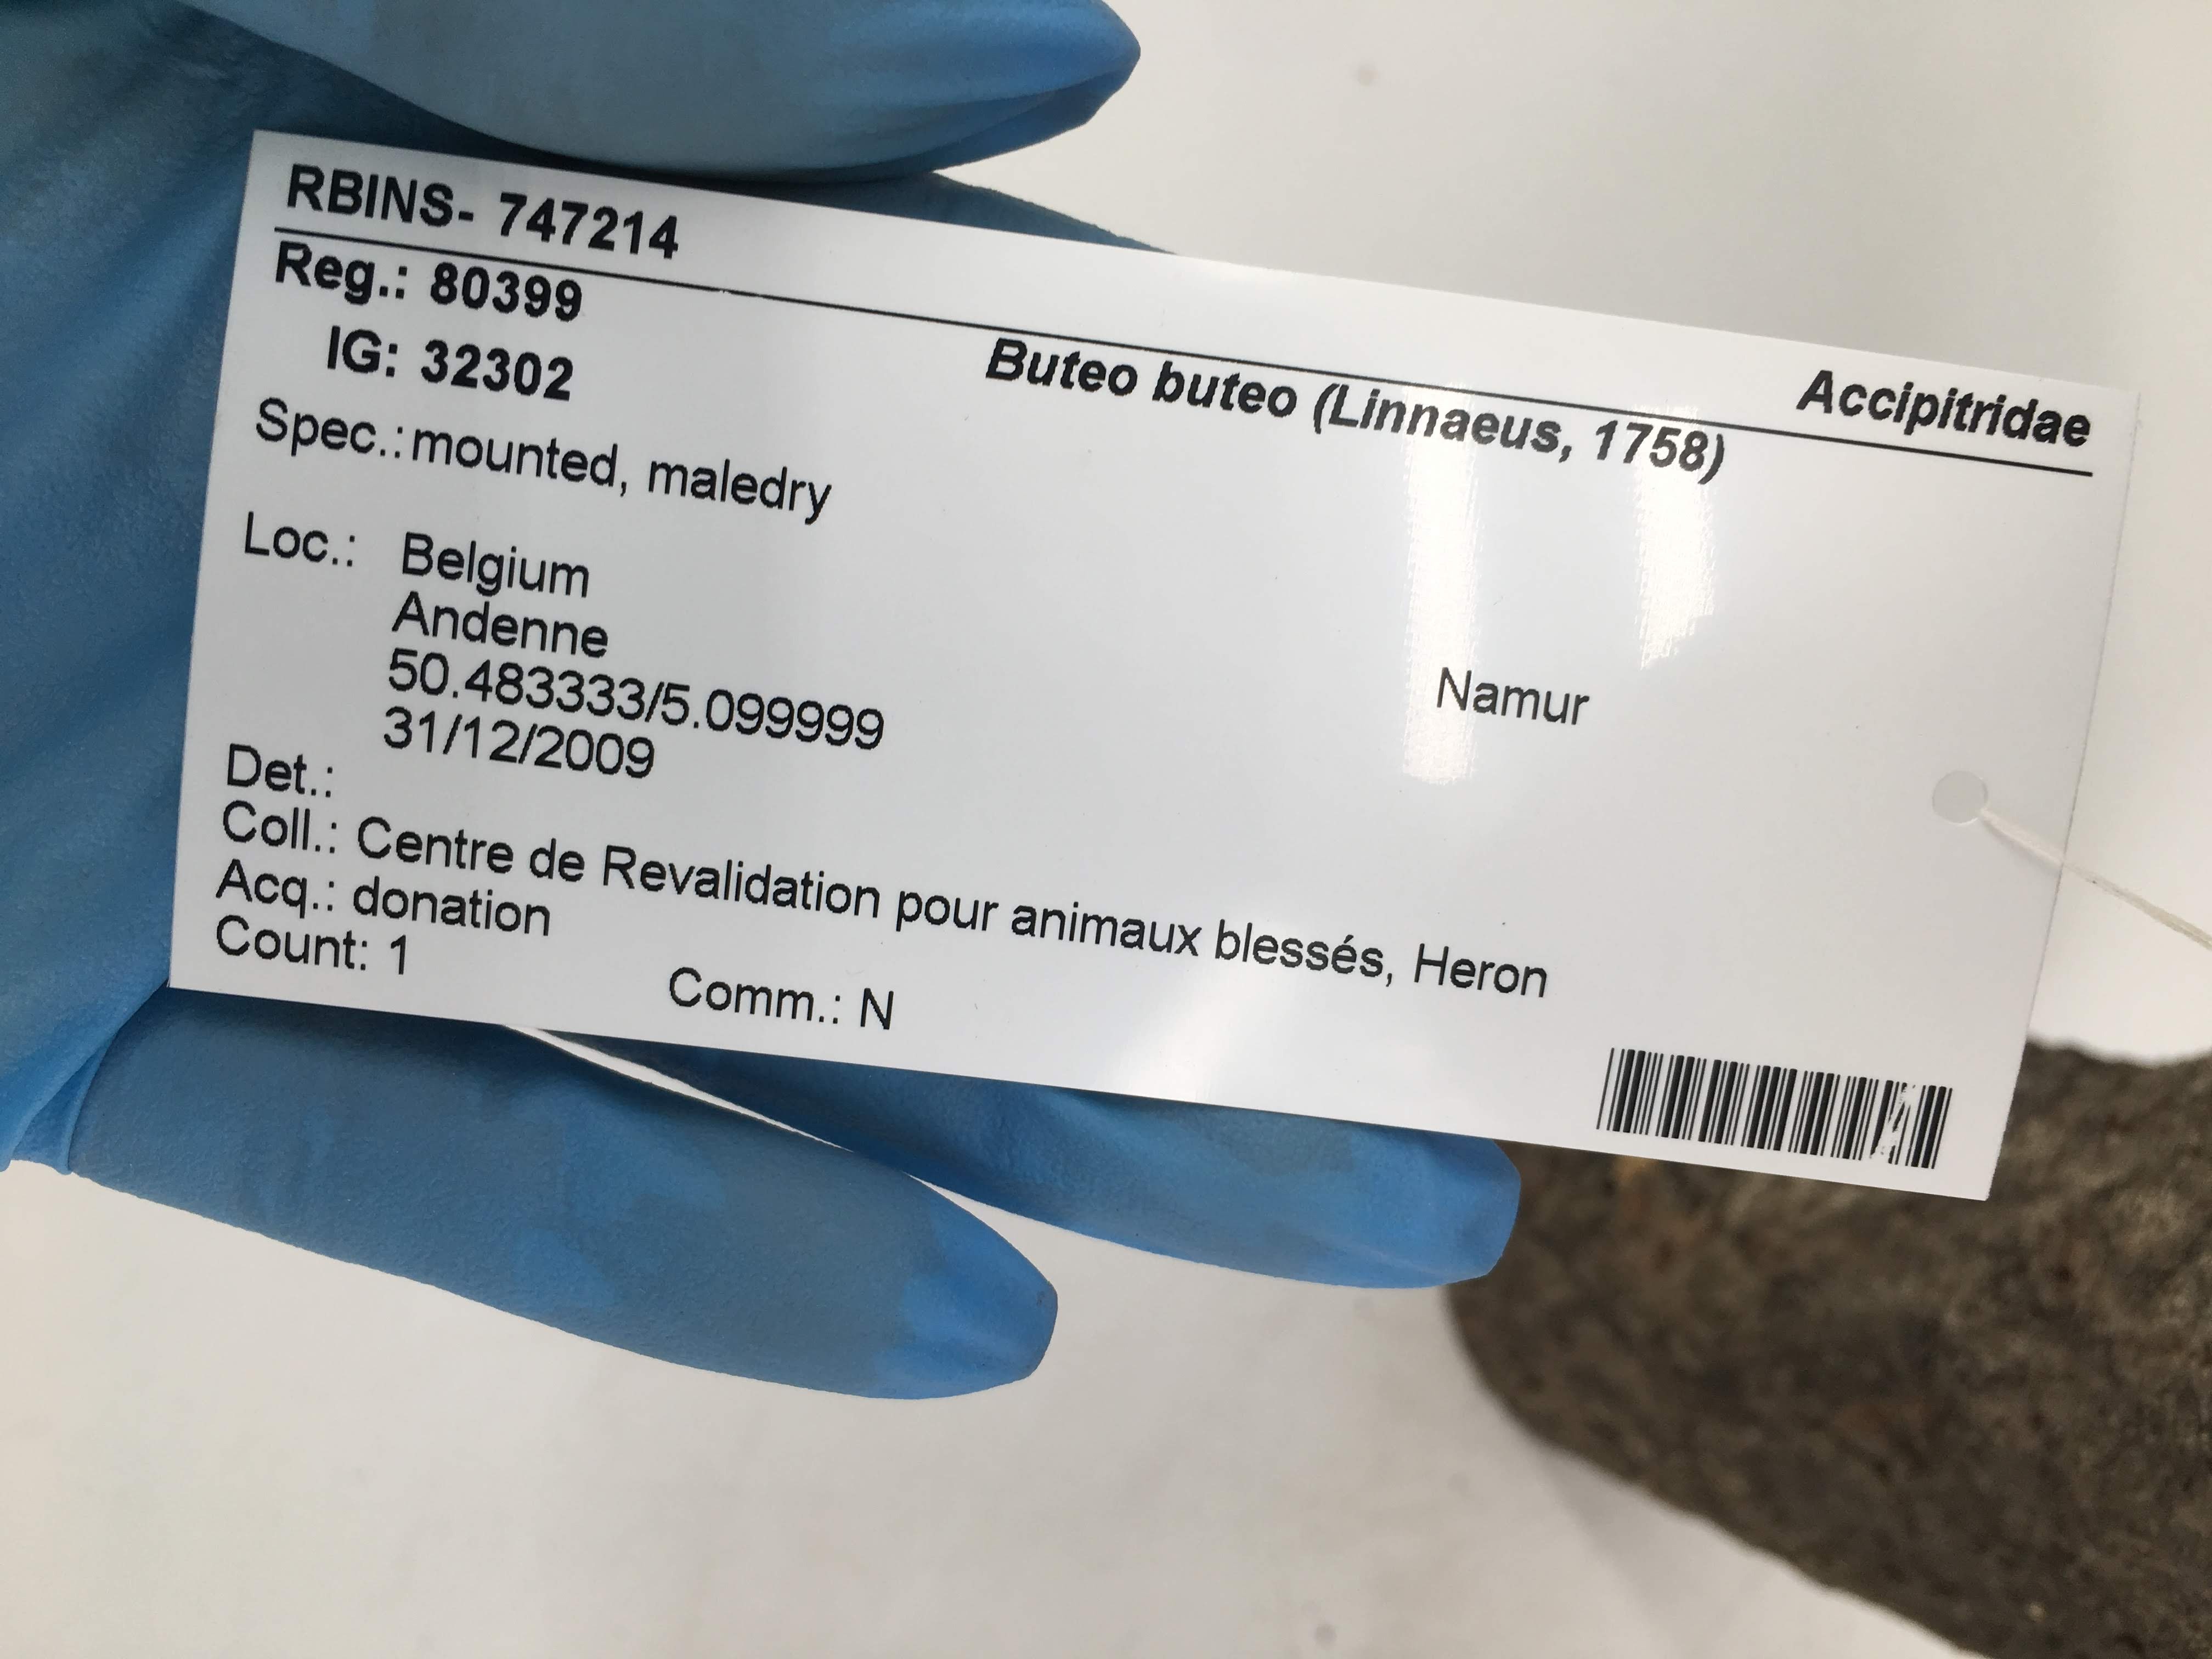 RBINS- 747214
Accipitridae
Reg.: 80399
Buteo buteo (Linnaeus, 1758)
IG: 32302
Spec.: mounted, maledry
Loc.: Belgium
Andenne
Namur
50.483333/5.099999
31/12/2009
Det.:
Coll.: Centre de Revalidation pour animaux blessés, Heron
Acq.: donation
Count: 1
Comm.: N